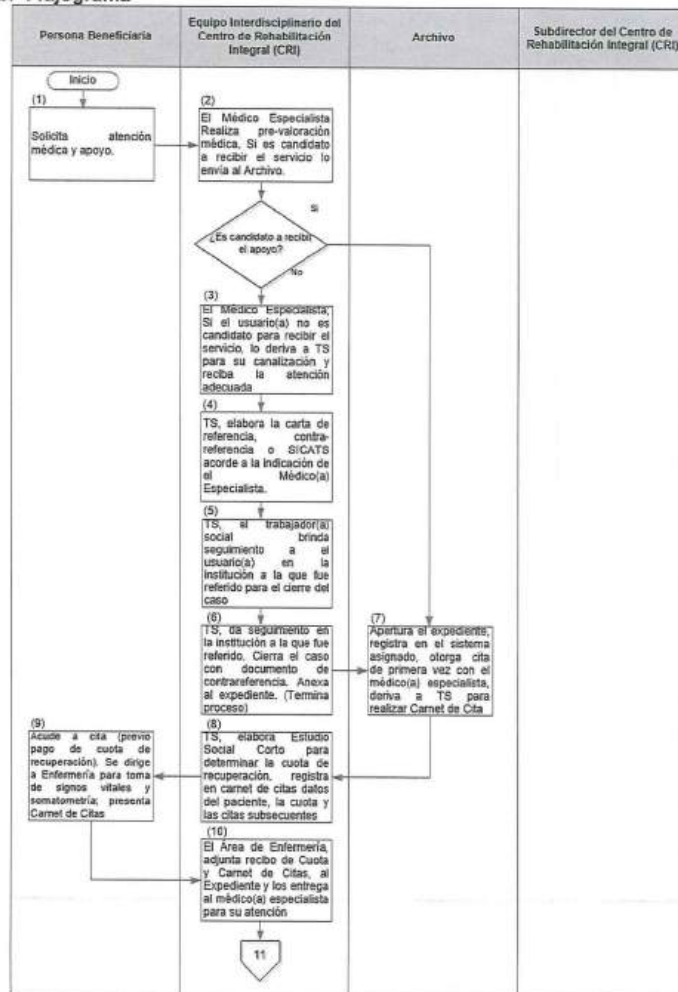 Flujograma
Persona Beneficiaria
Equipo Interdisciplinario del
Centro de Rehabilitación
Integral (CRI)
Archivo
Subdirector del Centro de
Rehabilitación Integral (CRI)
Inicio
(1)
Solicita atención
médica y apoyo.
(2)
El Médico Especialista
Realiza pre-valoración
médica, Si es candidato
a recibir el servicio lo
envía al Archivo.
Si
¿Es candidato a recibir
el apoyo?
No
(3)
El Médico Especialista,
Si el usuario(a) no es
candidato para recibir el
servicio, lo deriva a TS
para su canalización y
reciba la atención
adecuada
(4)
TS, elabora la carta de
referencia, contra-
referencia o SICATS
acorde a la indicación de
el Médico(a)
Especialista.
(5)
TS, el trabajador(a)
social brinda
seguimiento a el
usuario(a) en la
institución a la que fue
referido para el cierre del
caso
(6)
TS, da seguimiento en
la institución a la que fue
referido. Cierra el caso
con documento de
contrareferencia. Anexa
al expediente. (Termina
proceso)
(7)
Apertura el expediente,
registra en el sistema
asignado, otorga cita
de primera vez con el
médico(a) especialista,
deriva a TS para
realizar Carnet de Cita
(8)
TS, elabora Estudio
Social Corto para
determinar la cuota de
recuperación, registra
en carnet de citas datos
del paciente, la cuota y
las citas subsecuentes
(9)
Acude a cita (previo
pago de cuota de
recuperación). Se dirige
a Enfermería para toma
de signos vitales y
somatometría; presenta
Carnet de Citas
(10)
El Área de Enfermería,
adjunta recibo de Cuota
y Carnet de Citas, al
Expediente y los entrega
al médico(a) especialista
para su atención
11